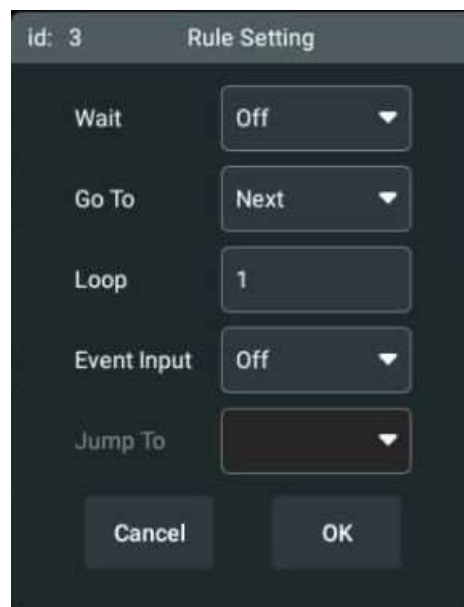 id: 3 Rule Setting
Wait Off
Go To Next
Loop 1
Event Input Off
Jump To
Cancel OK